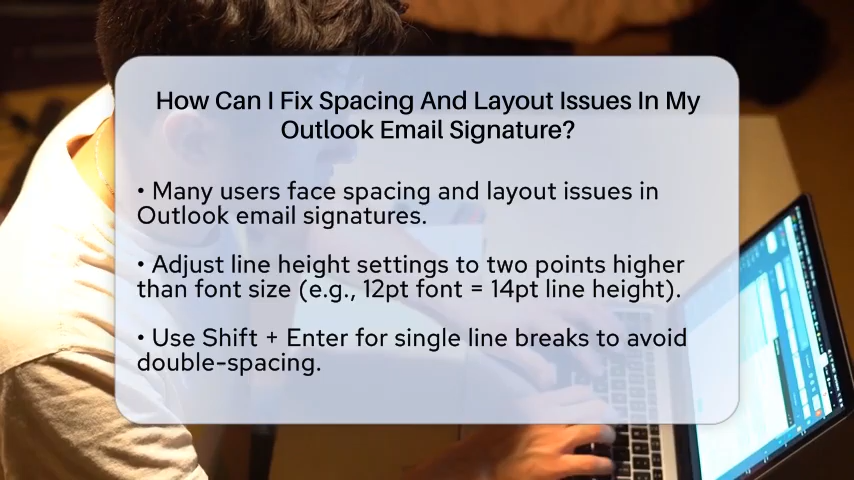 How Can I Fix Spacing And Layout Issues In My
Outlook Email Signature?
• Many users face spacing and layout issues in
Outlook email signatures.
• Adjust line height settings to two points higher
than font size (e.g., 12pt font = 14pt line height).
• Use Shift + Enter for single line breaks to avoid
double-spacing.